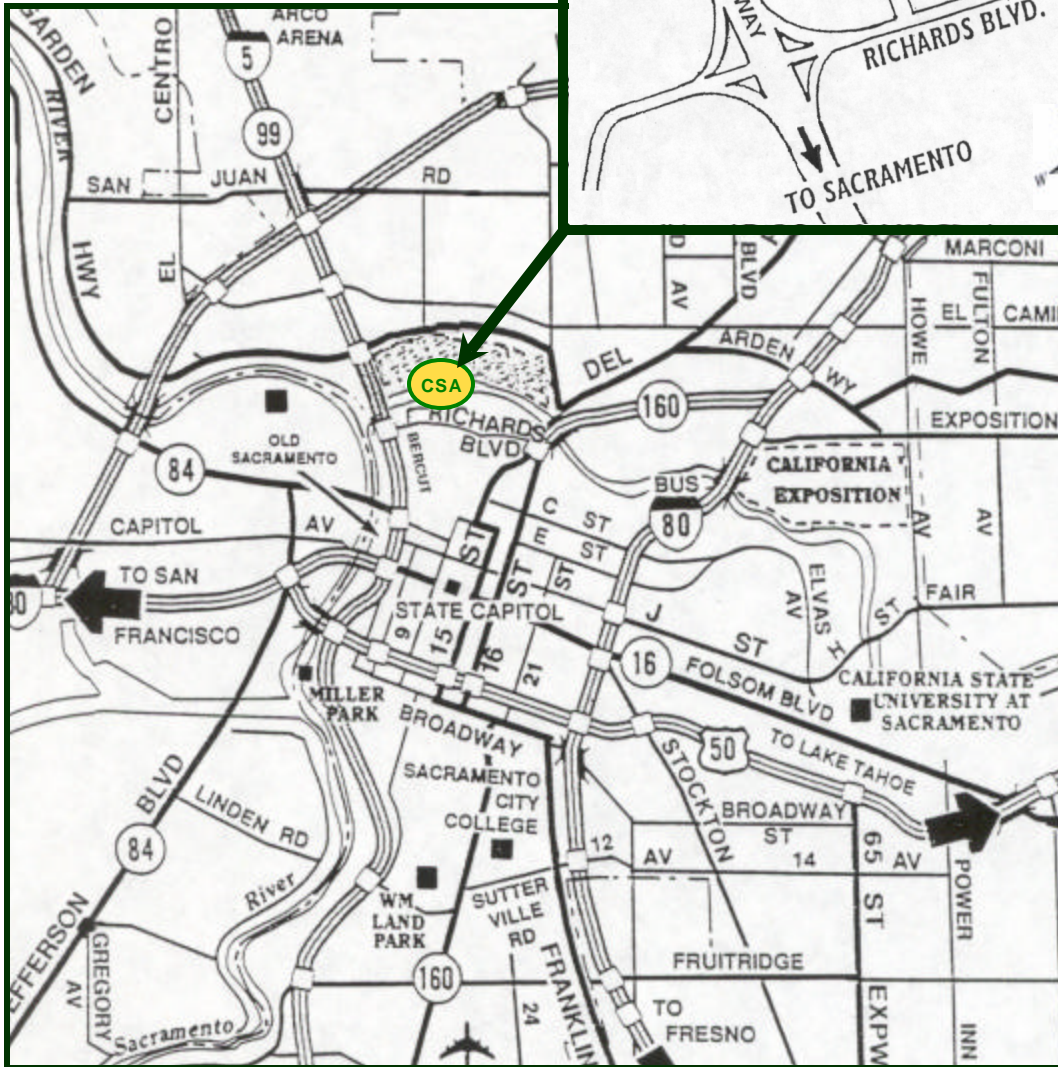 GARDEN
RIVER
HWY
CENTRO
EL
ARCO
ARENA
5
99
SAN JUAN RD
WAY
RICHARDS BLVD.
TO SACRAMENTO
W
AV
BLVD
MARCONI
HOWE
AV
FULTON
AV
EL CAMI
DEL
ARDEN
WY
160
EXPOSITION
CSA
RICHARDS
BLVD
BERCUT
OLD
SACRAMENTO
84
CAPITOL AV
CALIFORNIA
EXPOSITION
BUS
80
C ST
E ST
ST
ST
ST
TO SAN
FRANCISCO
80
STATE CAPITOL
9
15
16
21
J ST
ELVAS
AV
H ST
FAIR
16
FOLSOM BLVD
CALIFORNIA STATE
UNIVERSITY AT
SACRAMENTO
MILLER
PARK
BROADWAY
50
TO LAKE TAHOE
STOCKTON
SACRAMENTO
CITY
COLLEGE
BROADWAY
ST
12 AV
14 AV
65 ST
EXPW
POWER
INN
LINDEN RD
BLVD
84
EFFERSON
GREGORY
AV
River
Sacramento
WM
LAND
PARK
SUTTER
VILLE
RD
FRANKLIN
160
24
FRUITRIDGE
TO
FRESNO